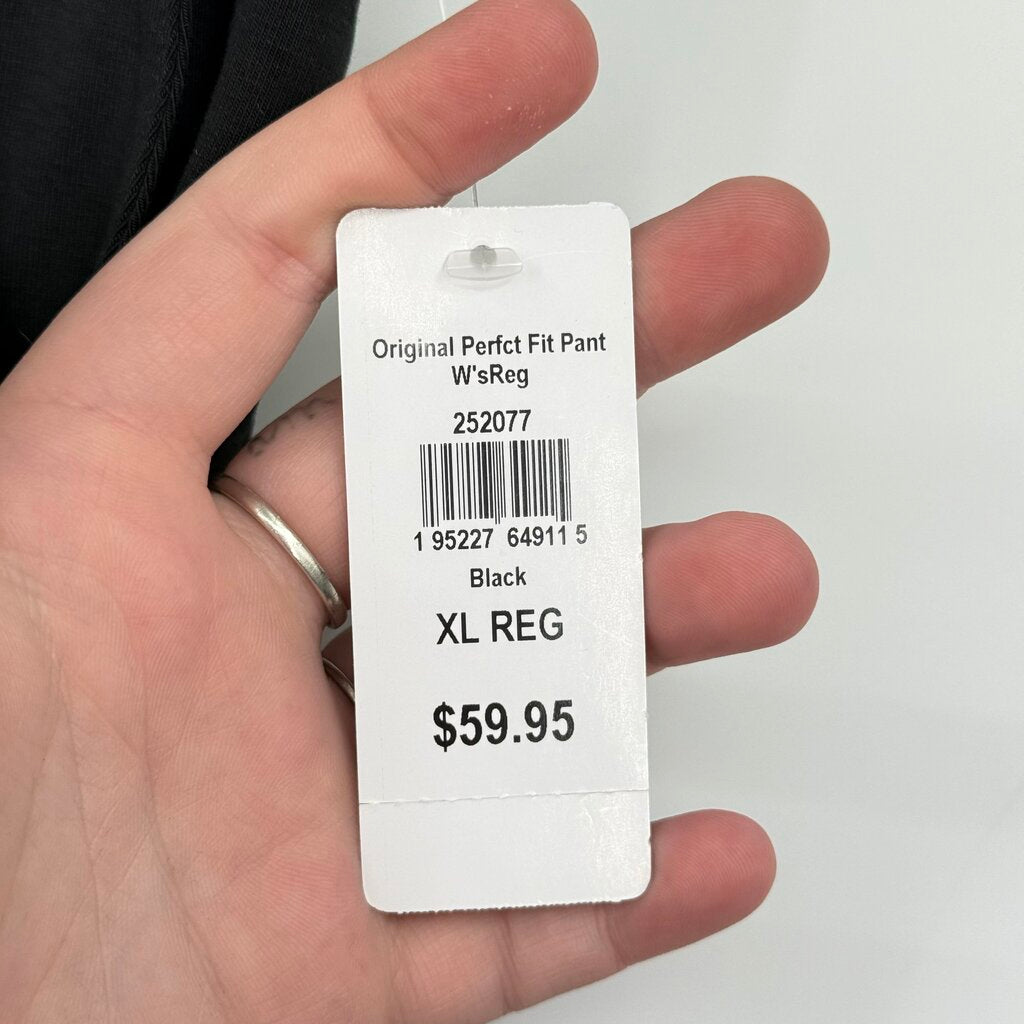 Original Perfct Fit Pant
W'sReg
252077
1 95227 64911 5
Black
XL REG
$59.95